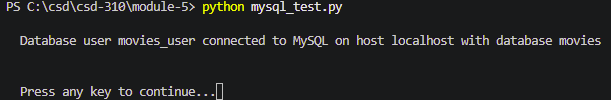 PS C:\csd\csd-310\module-5> python mysql_test.py
Database user movies_user connected to MySQL on host localhost with database movies
Press any key to continue...